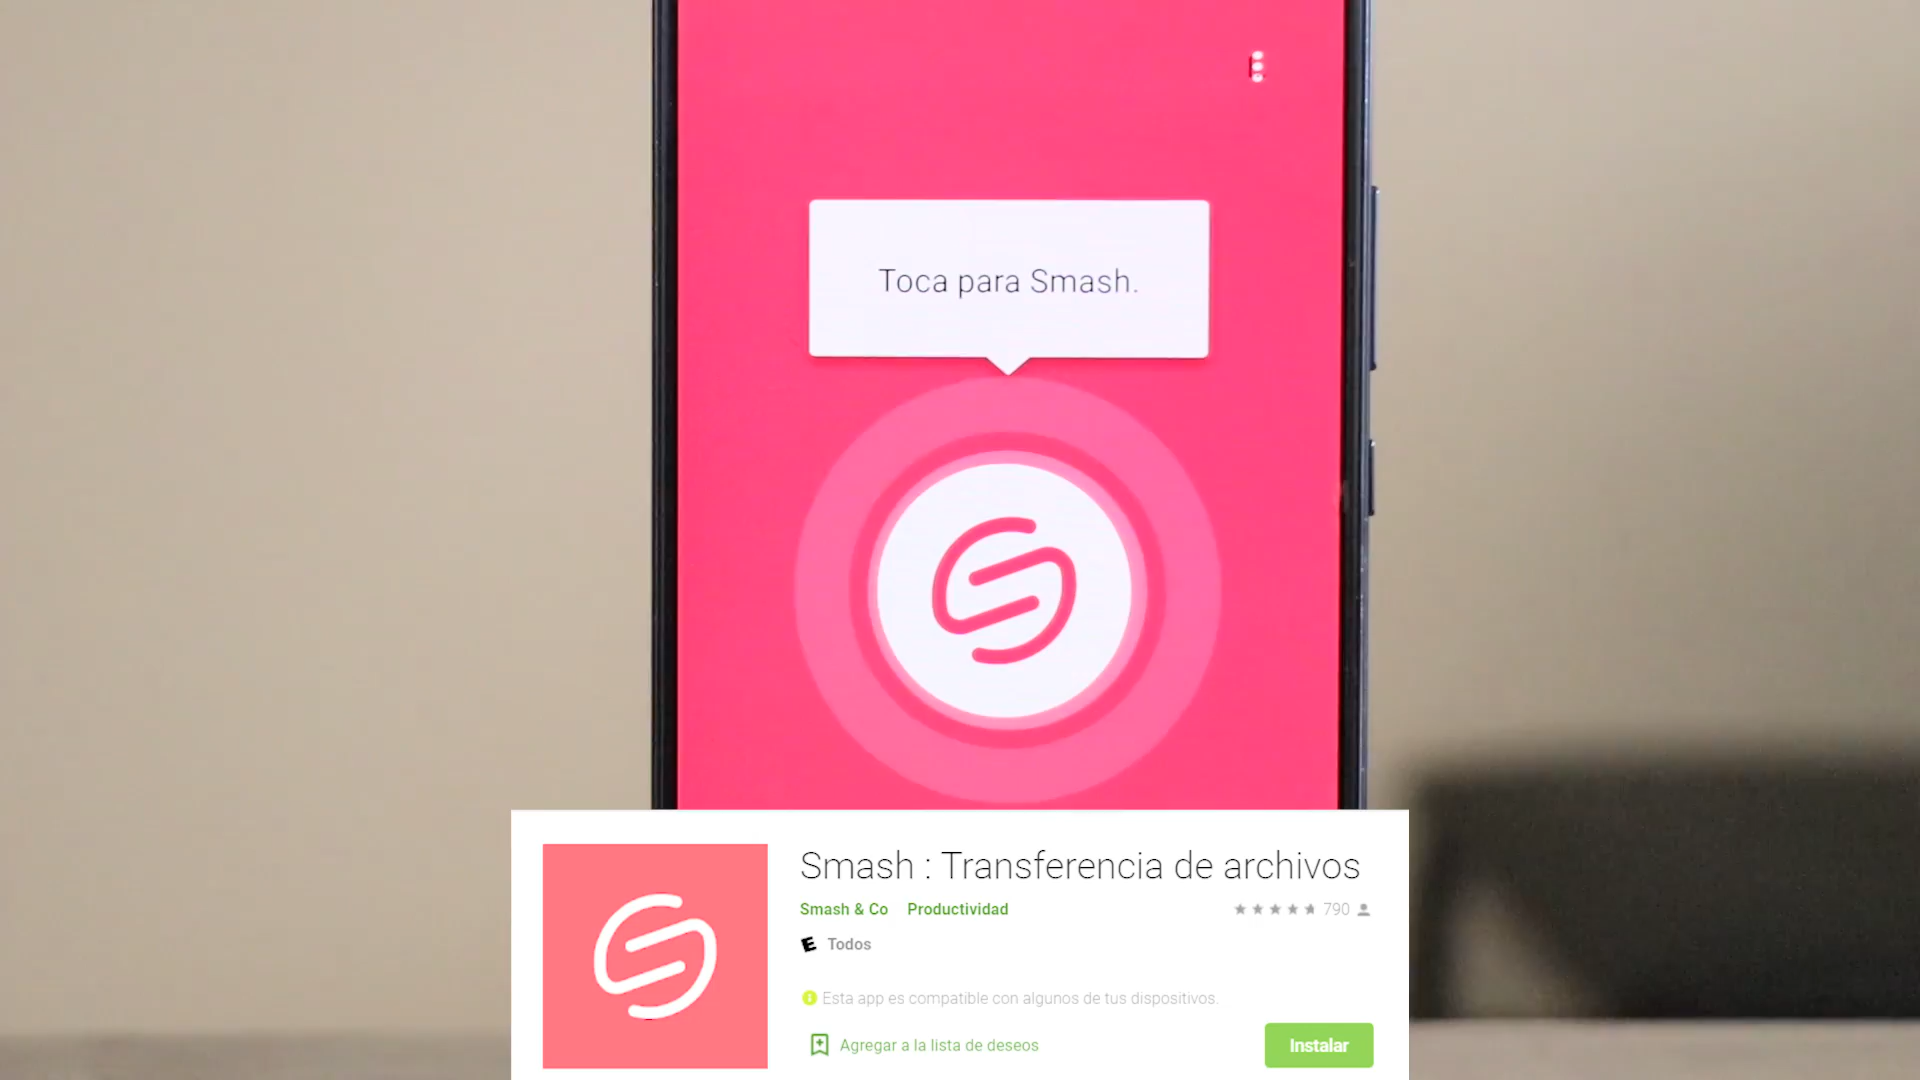 Toca para Smash.
Smash : Transferencia de archivos
Smash & Co Productividad 790
E Todos
Esta app es compatible con algunos de tus dispositivos.
Agregar a la lista de deseos
Instalar